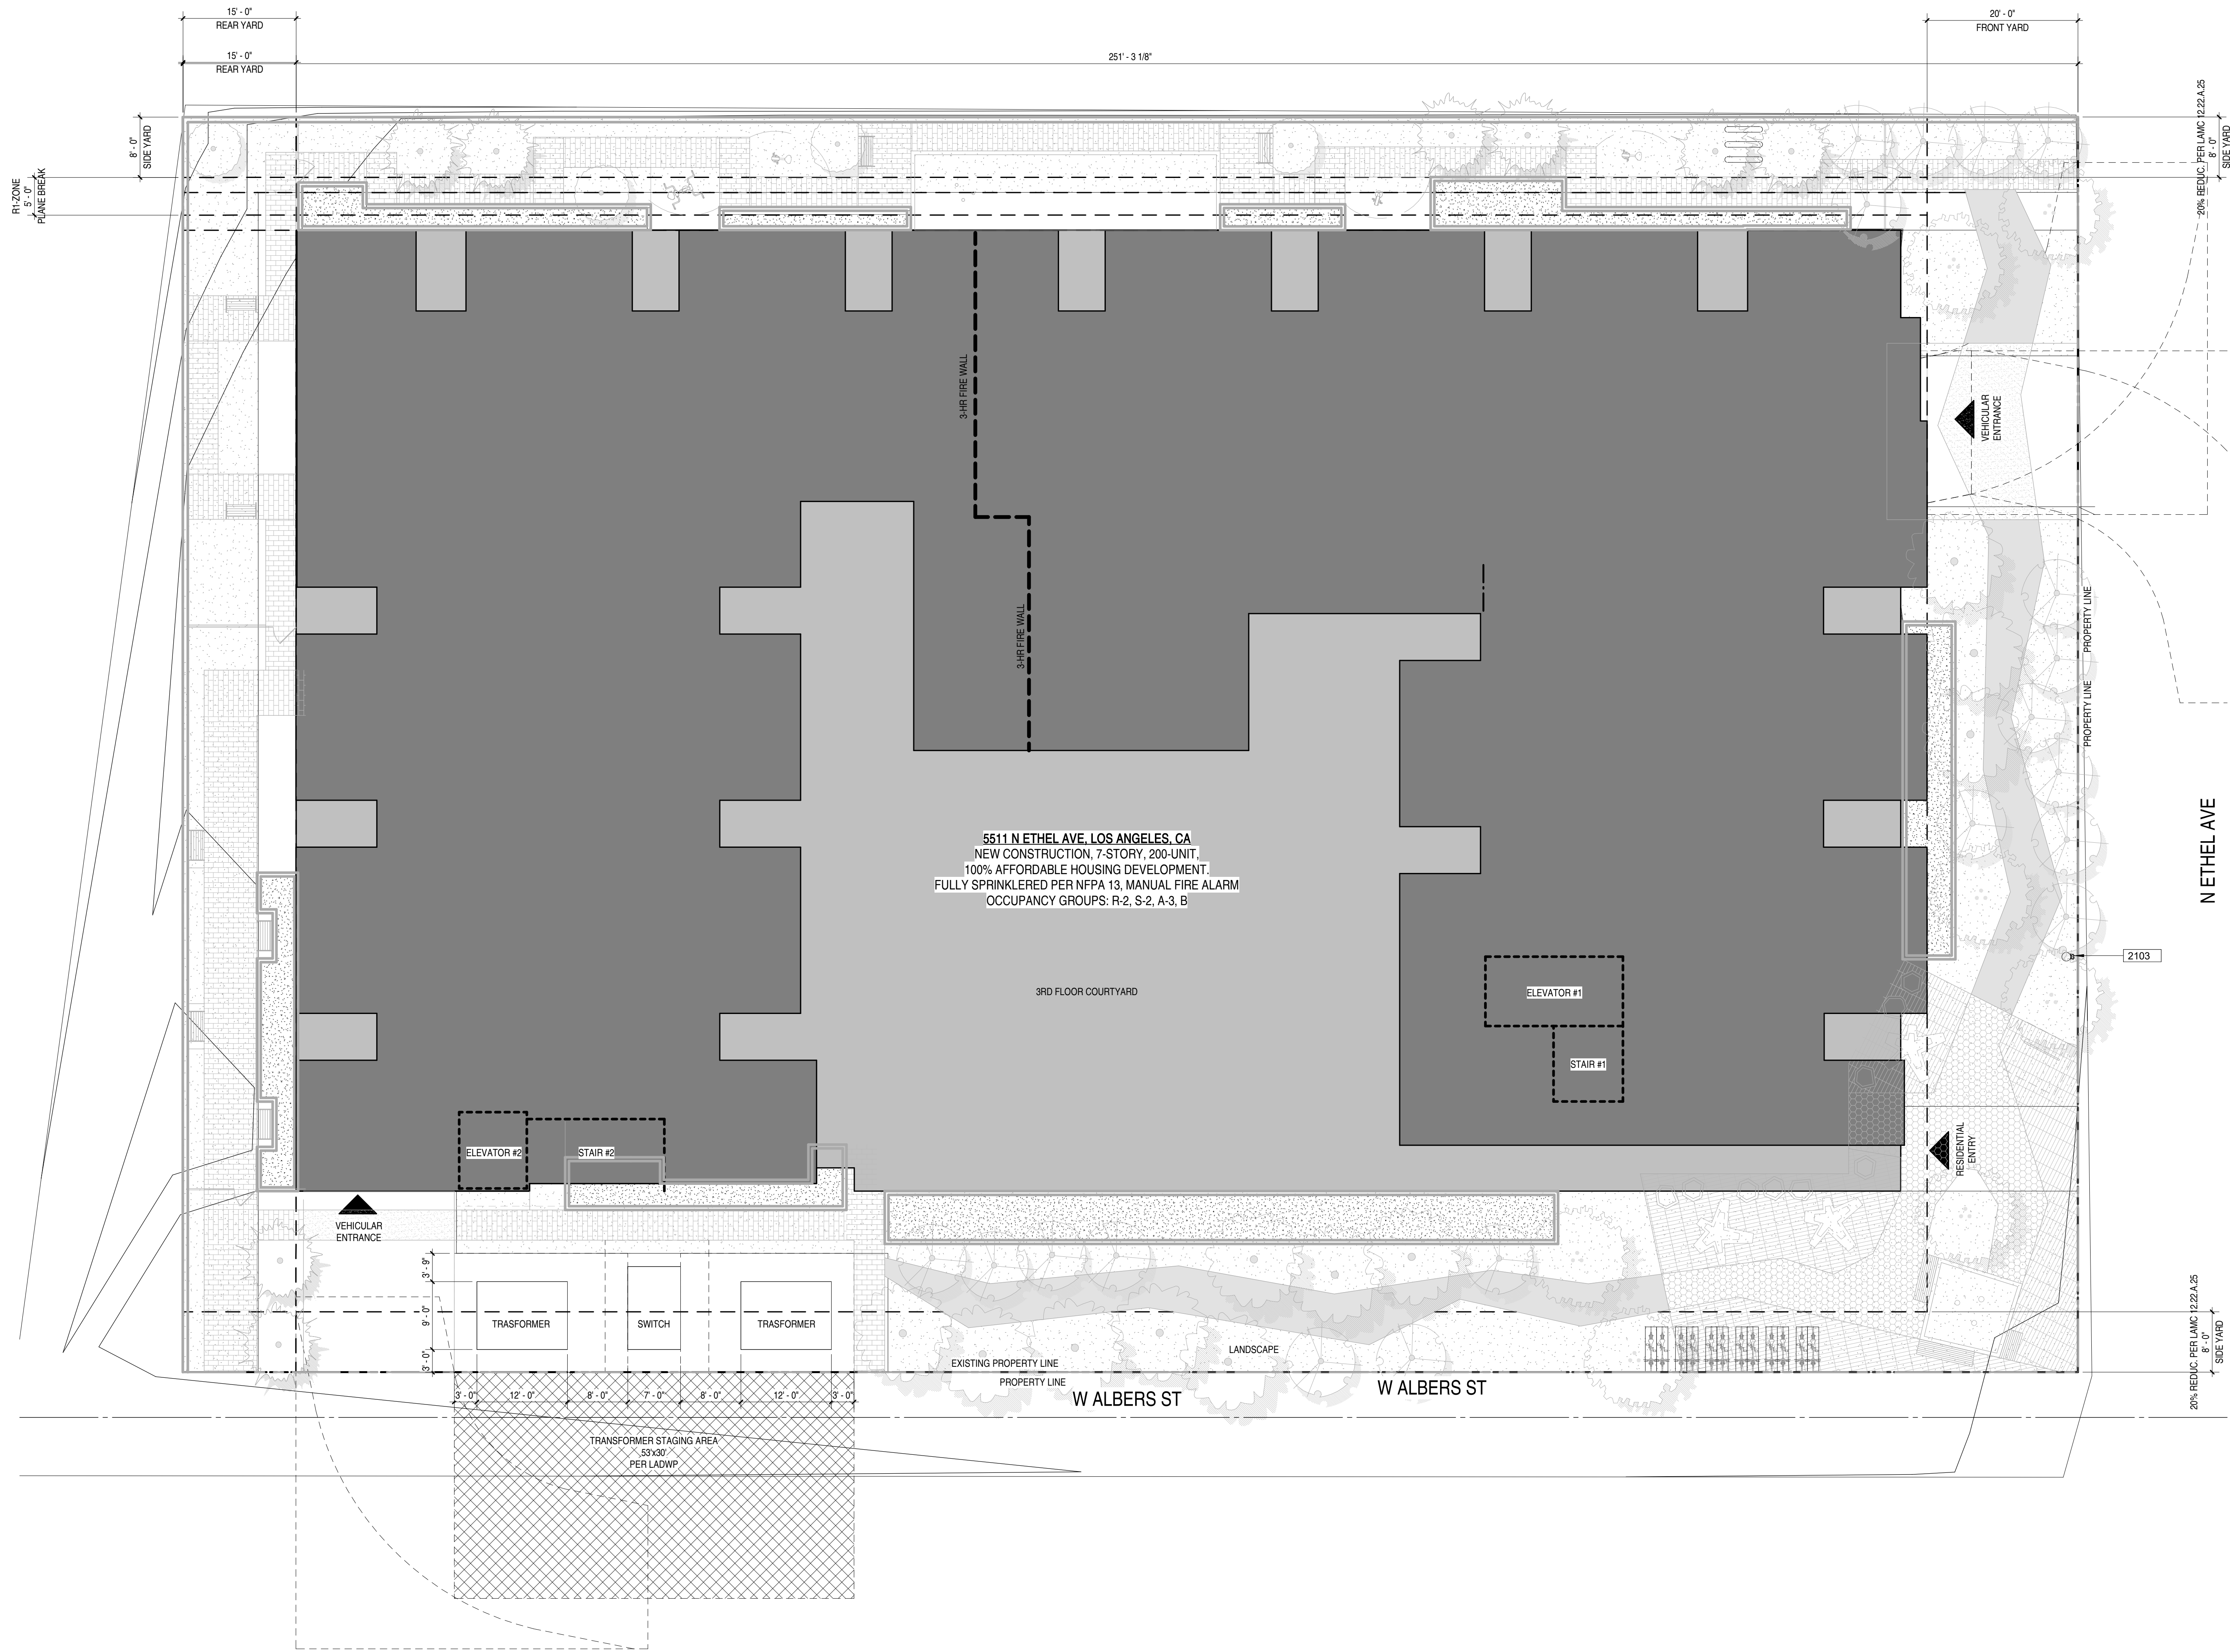 15' - 0"
REAR YARD
20' - 0"
FRONT YARD
15' - 0"
REAR YARD
251' - 3 1/8"
8' - 0"
SIDE YARD
R1-ZONE
5' - 0"
PLANE BREAK
20% REDUC. PER LAMC 12.22.A.25
8' - 0"
SIDE YARD
3-HR FIRE WALL
3-HR FIRE WALL
VEHICULAR
ENTRANCE
PROPERTY LINE
PROPERTY LINE
N ETHEL AVE
5511 N ETHEL AVE, LOS ANGELES, CA
NEW CONSTRUCTION, 7-STORY, 200-UNIT,
100% AFFORDABLE HOUSING DEVELOPMENT.
FULLY SPRINKLERED PER NFPA 13, MANUAL FIRE ALARM
OCCUPANCY GROUPS: R-2, S-2, A-3, B
2103
3RD FLOOR COURTYARD
ELEVATOR #1
STAIR #1
ELEVATOR #2
STAIR #2
RESIDENTIAL
ENTRY
VEHICULAR
ENTRANCE
3' - 9"
9' - 0"
3' - 0"
TRASFORMER
SWITCH
TRASFORMER
LANDSCAPE
EXISTING PROPERTY LINE
PROPERTY LINE
W ALBERS ST
W ALBERS ST
20% REDUC. PER LAMC 12.22.A.25
8' - 0"
SIDE YARD
3' - 0"
12' - 0"
8' - 0"
7' - 0"
8' - 0"
12' - 0"
3' - 0"
TRANSFORMER STAGING AREA
53'x30'
PER LADWP